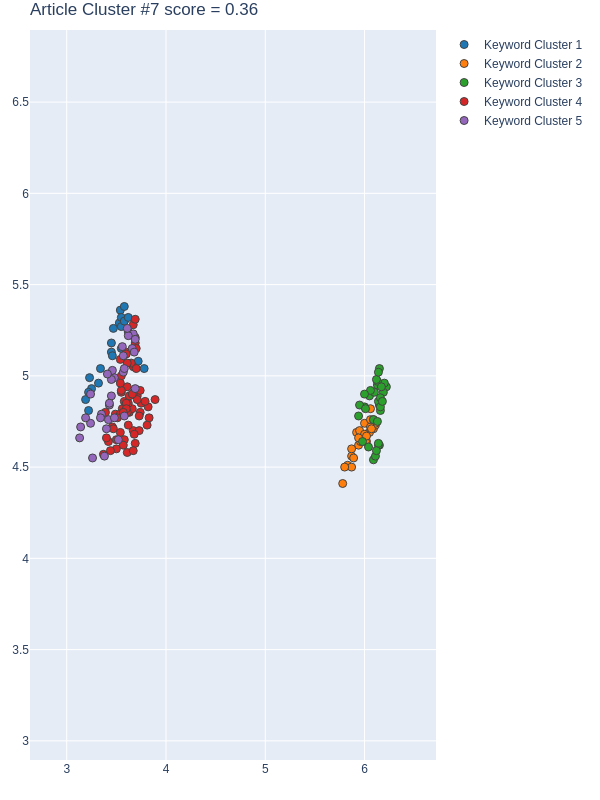 Article Cluster #7 score = 0.36
Keyword Cluster 1
Keyword Cluster 2
Keyword Cluster 3
Keyword Cluster 4
Keyword Cluster 5
6.5
6
5.5
5
4.5
4
3.5
3
3 4 5 6